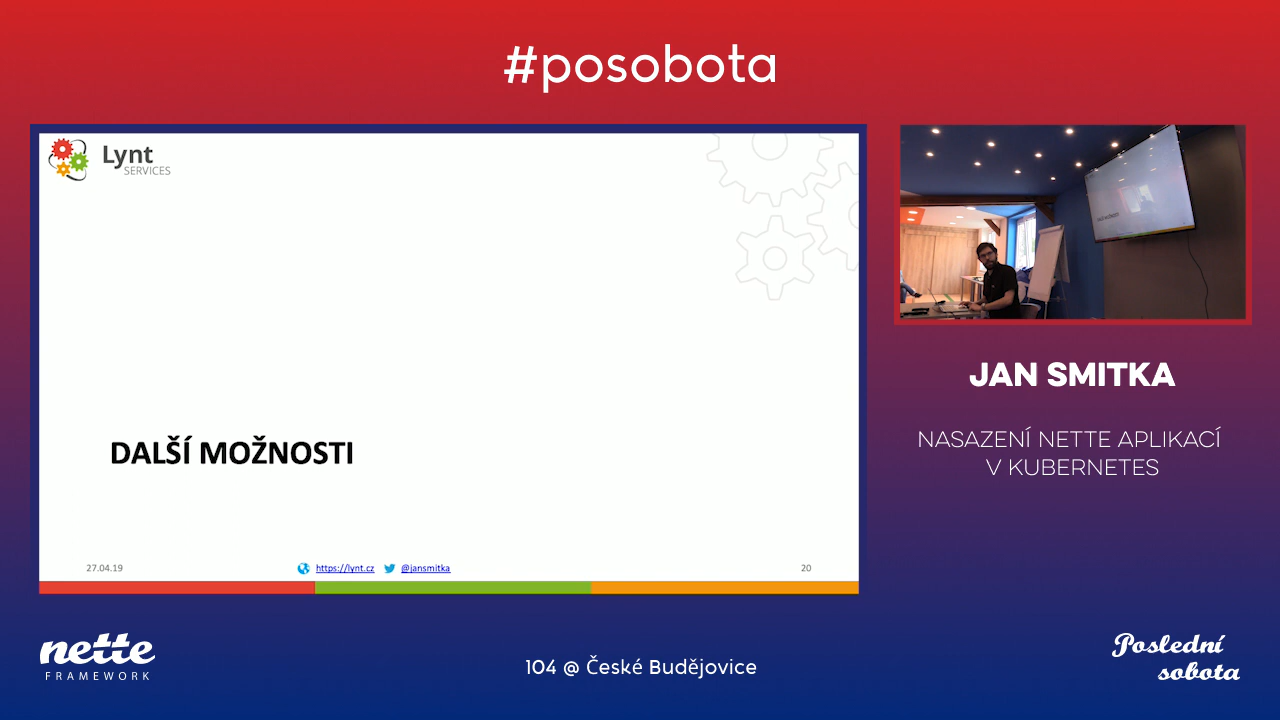 #posobota
Lynt
SERVICES
DALŠÍ MOŽNOSTI
27.04.19
https://lynt.cz
@jansmitka
20
JAN SMITKA
NASAZENÍ NETTE APLIKACÍ
V KUBERNETES
nette
FRAMEWORK
104 @ České Budějovice
Poslední
sobota